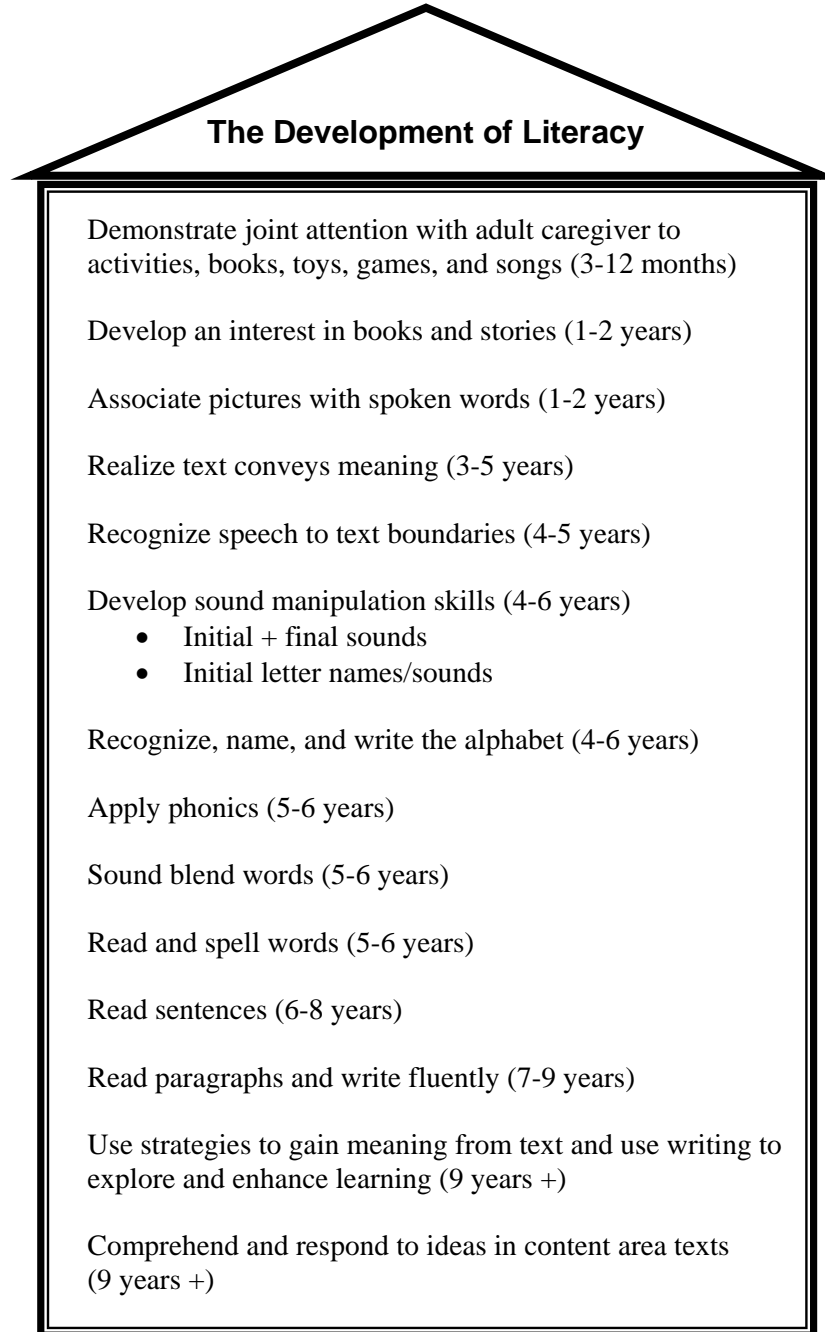 The Development of Literacy
Demonstrate joint attention with adult caregiver to
activities, books, toys, games, and songs (3-12 months)
Develop an interest in books and stories (1-2 years)
Associate pictures with spoken words (1-2 years)
Realize text conveys meaning (3-5 years)
Recognize speech to text boundaries (4-5 years)
Develop sound manipulation skills (4-6 years)
• Initial + final sounds
• Initial letter names/sounds
Recognize, name, and write the alphabet (4-6 years)
Apply phonics (5-6 years)
Sound blend words (5-6 years)
Read and spell words (5-6 years)
Read sentences (6-8 years)
Read paragraphs and write fluently (7-9 years)
Use strategies to gain meaning from text and use writing to
explore and enhance learning (9 years +)
Comprehend and respond to ideas in content area texts
(9 years +)